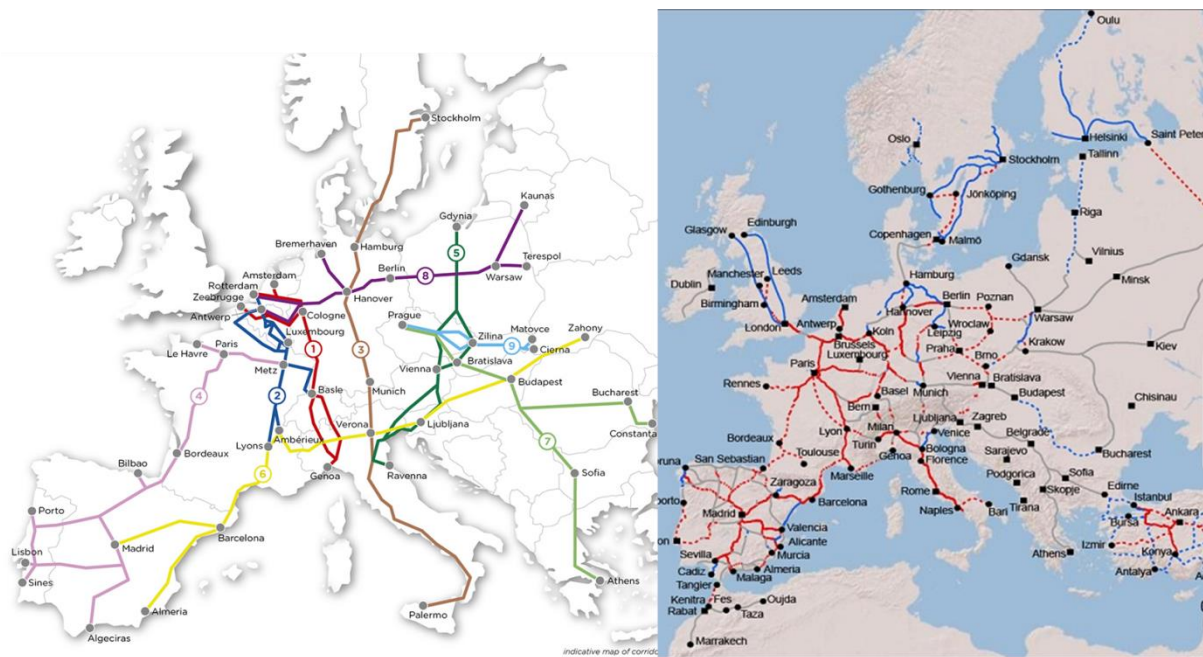 Stockholm
Kaunas
Gdynia
5
Bremerhaven
Hamburg
Berlin
8
Terespol
Warsaw
Amsterdam
Rotterdam
Zeebrugge
Hanover
Antwerp
Cologne
Luxembourg
Prague
Zilina
Matovce
Zahony
Cierna
9
Le Havre
Paris
1
3
Metz
Bratislava
Vienna
Budapest
4
2
Basle
Munich
Bucharest
Constanta
Verona
Ljubljana
Lyons
Ambérieux
7
Bordeaux
6
Bilbao
Genoa
Ravenna
Sofia
Porto
Madrid
Barcelona
Lisbon
Sines
Almeria
Algeciras
Palermo
Athens
indicative map of corrido
Oulu
Helsinki
Saint Peter
Oslo
Tallinn
Stockholm
Gothenburg
Jönköping
Riga
Glasgow
Edinburgh
Copenhagen
Malmö
Vilnius
Gdansk
Minsk
Dublin
Manchester
Leeds
Hamburg
Birmingham
Amsterdam
Berlin
Poznan
Hannover
Warsaw
London
Antwerp
Koln
Leipzig
Wroclaw
Brussels
Luxembourg
Praha
Krakow
Kiev
Brno
Paris
Rennes
Vienna
Bratislava
Basel
Munich
Budapest
Bern
Chisinau
Ljubljana
Zagreb
Lyon
Milan
Venice
Turin
Belgrade
Bordeaux
Bologna
Bucharest
Genoa
Sarajevo
Toulouse
Florence
oruna
San Sebastian
Marseille
Podgorica
Sofia
Edirne
Zaragoza
Skopje
Istanbul
orto
Barcelona
Rome
Tirana
Ankara
Madrid
Naples
Bari
Bursa
on
Valencia
Izmir
Alicante
Konya
Sevilla
Murcia
Athens
Cadiz
Almeria
Antalya
A
Tangier
Malaga
Kenitra
Fes
Oujda
Rabat
Taza
Marrakech